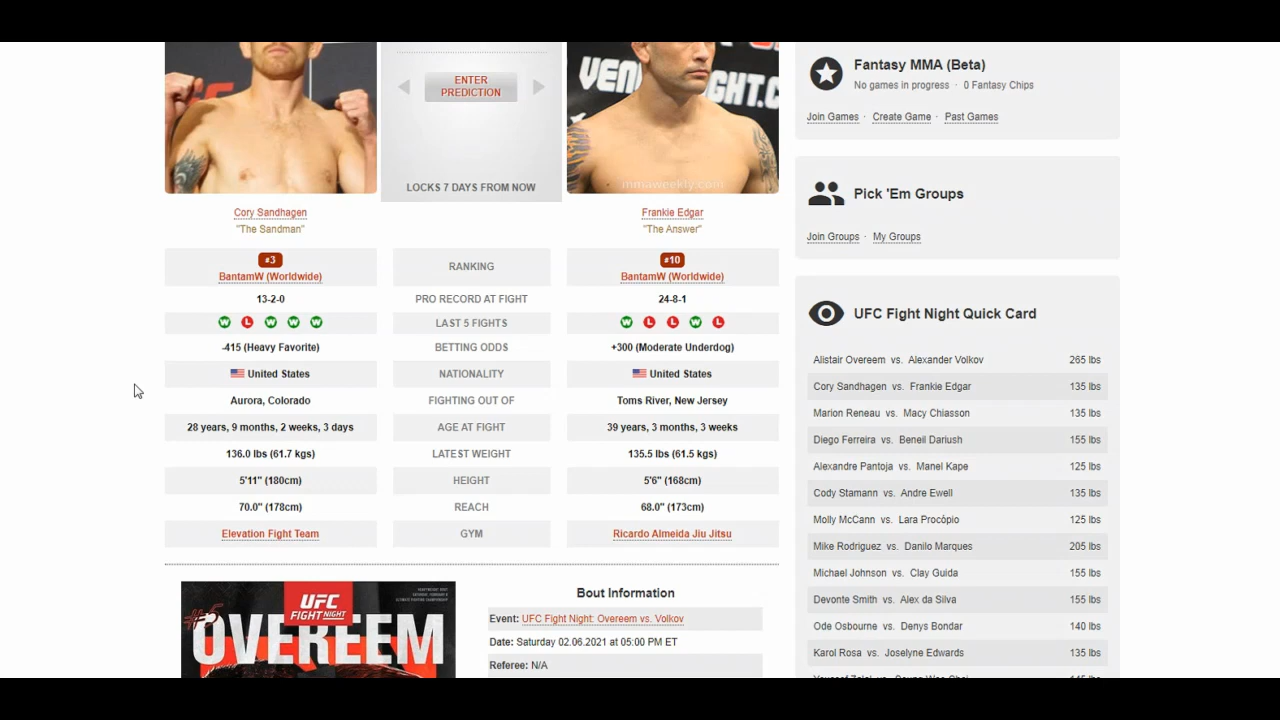 ENTER
PREDICTION
LOCKS 7 DAYS FROM NOW
VEN
GHT.C
mmaweekly.com
Cory Sandhagen
"The Sandman"
Frankie Edgar
"The Answer"
#3
BantamW (Worldwide)
RANKING
#10
BantamW (Worldwide)
13-2-0 PRO RECORD AT FIGHT 24-8-1
W L W W W LAST 5 FIGHTS W L L W L
-415 (Heavy Favorite) BETTING ODDS +300 (Moderate Underdog)
United States NATIONALITY United States
Aurora, Colorado FIGHTING OUT OF Toms River, New Jersey
28 years, 9 months, 2 weeks, 3 days AGE AT FIGHT 39 years, 3 months, 3 weeks
136.0 lbs (61.7 kgs) LATEST WEIGHT 135.5 lbs (61.5 kgs)
5'11" (180cm) HEIGHT 5'6" (168cm)
70.0" (178cm) REACH 68.0" (173cm)
Elevation Fight Team GYM Ricardo Almeida Jiu Jitsu
#5
UFC
FIGHT NIGHT
OVEREEM
Bout Information
Event: UFC Fight Night: Overeem vs. Volkov
Date: Saturday 02.06.2021 at 05:00 PM ET
Referee: N/A
Fantasy MMA (Beta)
No games in progress · 0 Fantasy Chips
Join Games · Create Game · Past Games
Pick 'Em Groups
Join Groups · My Groups
UFC Fight Night Quick Card
Alistair Overeem vs. Alexander Volkov 265 lbs
Cory Sandhagen vs. Frankie Edgar 135 lbs
Marion Reneau vs. Macy Chiasson 135 lbs
Diego Ferreira vs. Beneil Dariush 155 lbs
Alexandre Pantoja vs. Manel Kape 125 lbs
Cody Stamann vs. Andre Ewell 135 lbs
Molly McCann vs. Lara Procópio 125 lbs
Mike Rodriguez vs. Danilo Marques 205 lbs
Michael Johnson vs. Clay Guida 155 lbs
Devonte Smith vs. Alex da Silva 155 lbs
Ode Osbourne vs. Denys Bondar 140 lbs
Karol Rosa vs. Joselyne Edwards 135 lbs